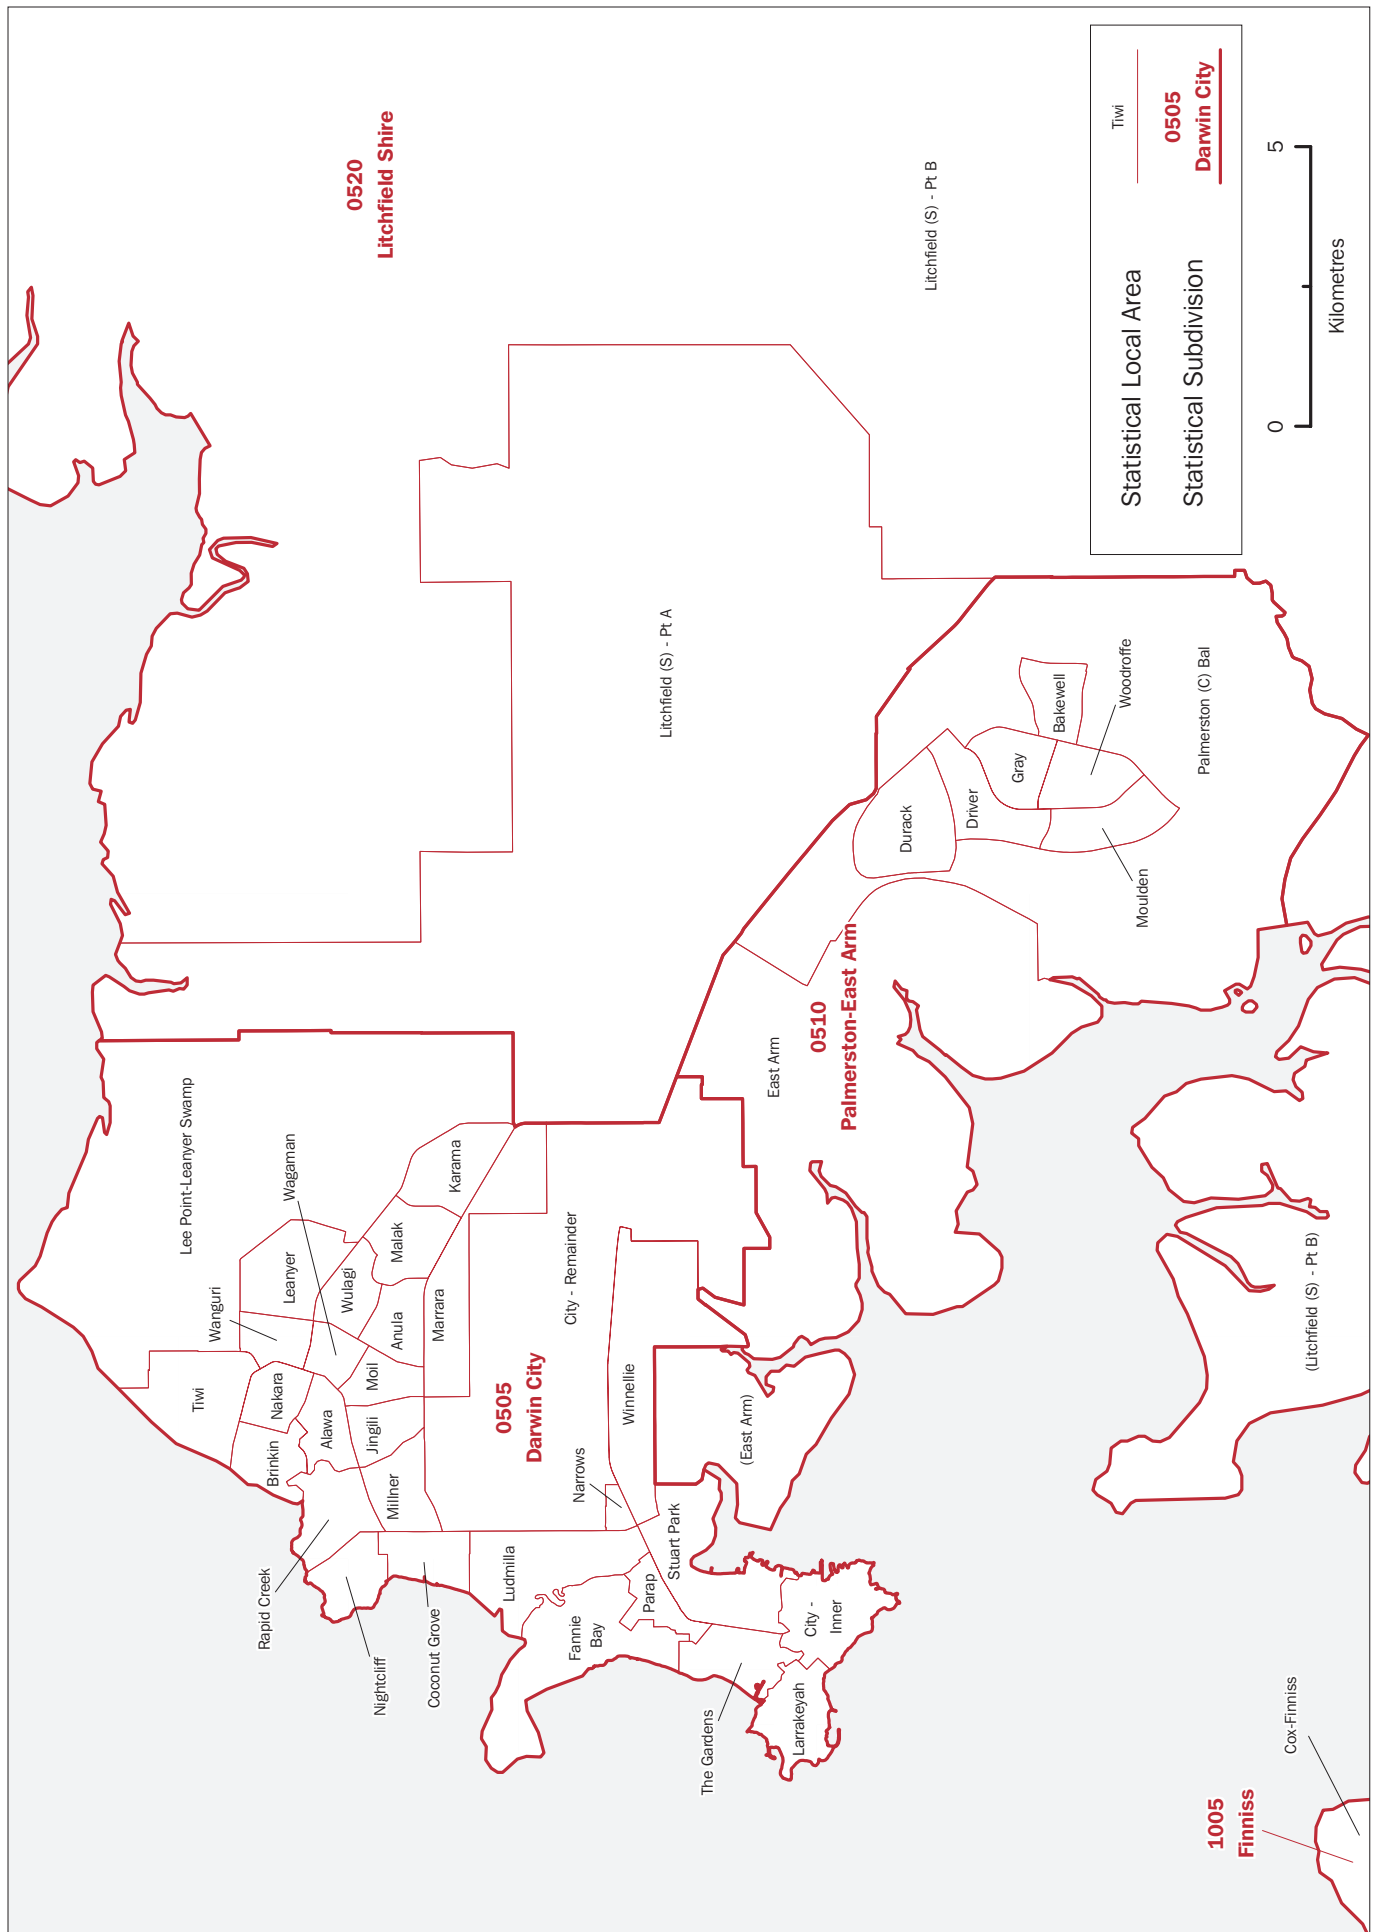 0520
Litchfield Shire
Lee Point-Leanyer Swamp
Wagaman
Wanguri
Leanyer
Karama
Malak
Wulagi
Anula
Marrara
Tiwi
Nakara
Moil
Brinkin
Alawa
Jingili
Millner
Rapid Creek
Nightcliff
Coconut Grove
Ludmilla
0505
Darwin City
City - Remainder
Winnellie
Narrows
Stuart Park
Parap
Fannie
Bay
The Gardens
City -
Inner
Larrakeyah
(East Arm)
East Arm
0510
Palmerston-East Arm
Litchfield (S) - Pt A
Litchfield (S) - Pt B
Durack
Driver
Gray
Bakewell
Woodroffe
Moulden
Palmerston (C) Bal
(Litchfield (S) - Pt B)
1005
Finniss
Cox-Finniss
Statistical Local Area
Tiwi
Statistical Subdivision
0505
Darwin City
0
5
Kilometres